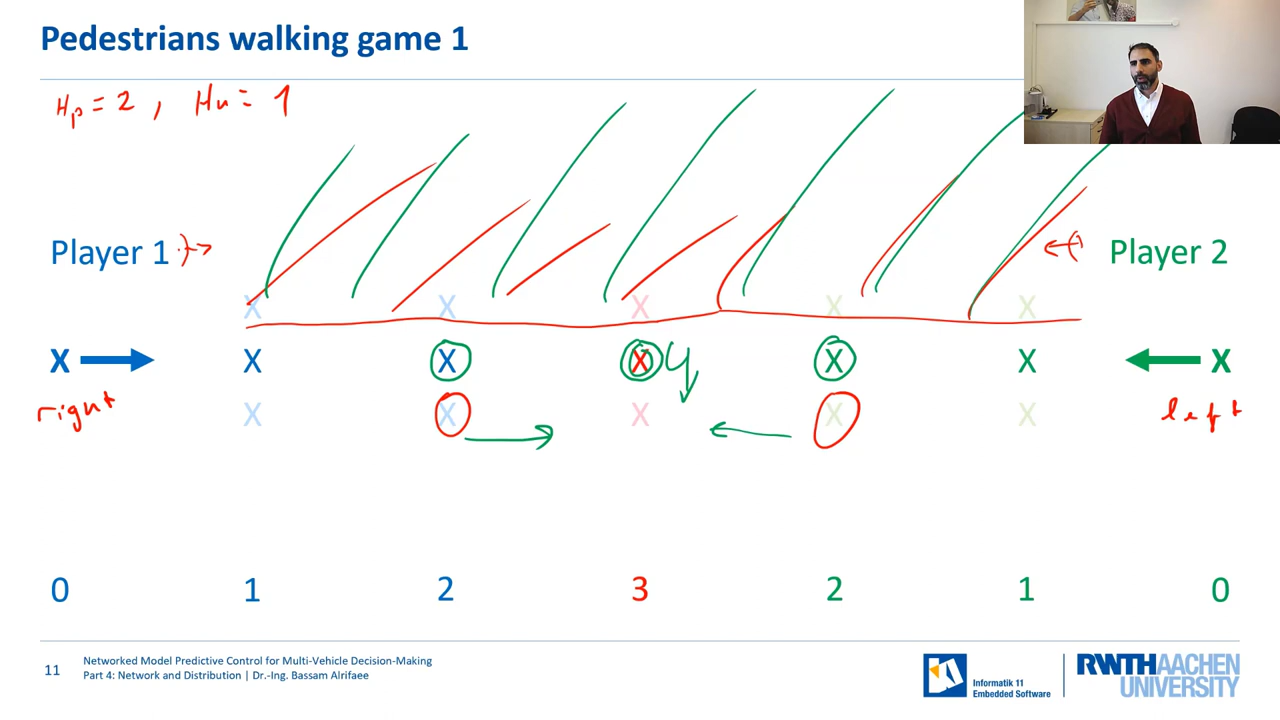 Pedestrians walking game 1
Hp = 2 , Hu = 1
Player 1
Player 2
X X X X X
X X X X X X X
right
left
X X X X X
0 1 2 3 2 1 0
11
Networked Model Predictive Control for Multi-Vehicle Decision-Making
Part 4: Network and Distribution | Dr.-Ing. Bassam Alrifaee
Informatik 11
Embedded Software
RWTHAACHEN
UNIVERSITY